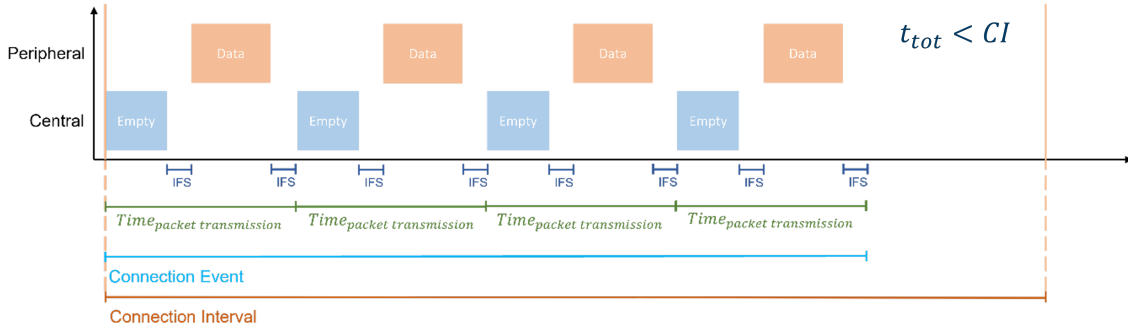 t_tot < CI
Peripheral
Data Data Data Data
Central
Empty Empty Empty Empty
IFS IFS IFS IFS IFS IFS IFS IFS
Time_packet transmission Time_packet transmission Time_packet transmission Time_packet transmission
Connection Event
Connection Interval